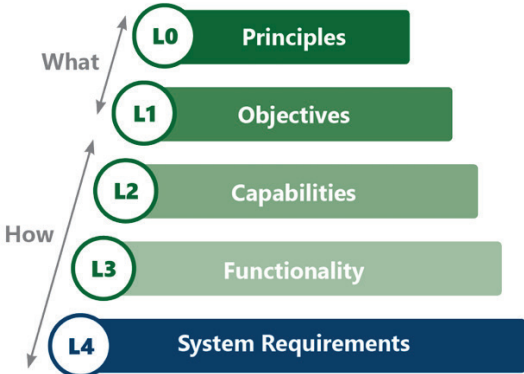 L0 Principles
What
L1 Objectives
L2 Capabilities
How
L3 Functionality
L4 System Requirements